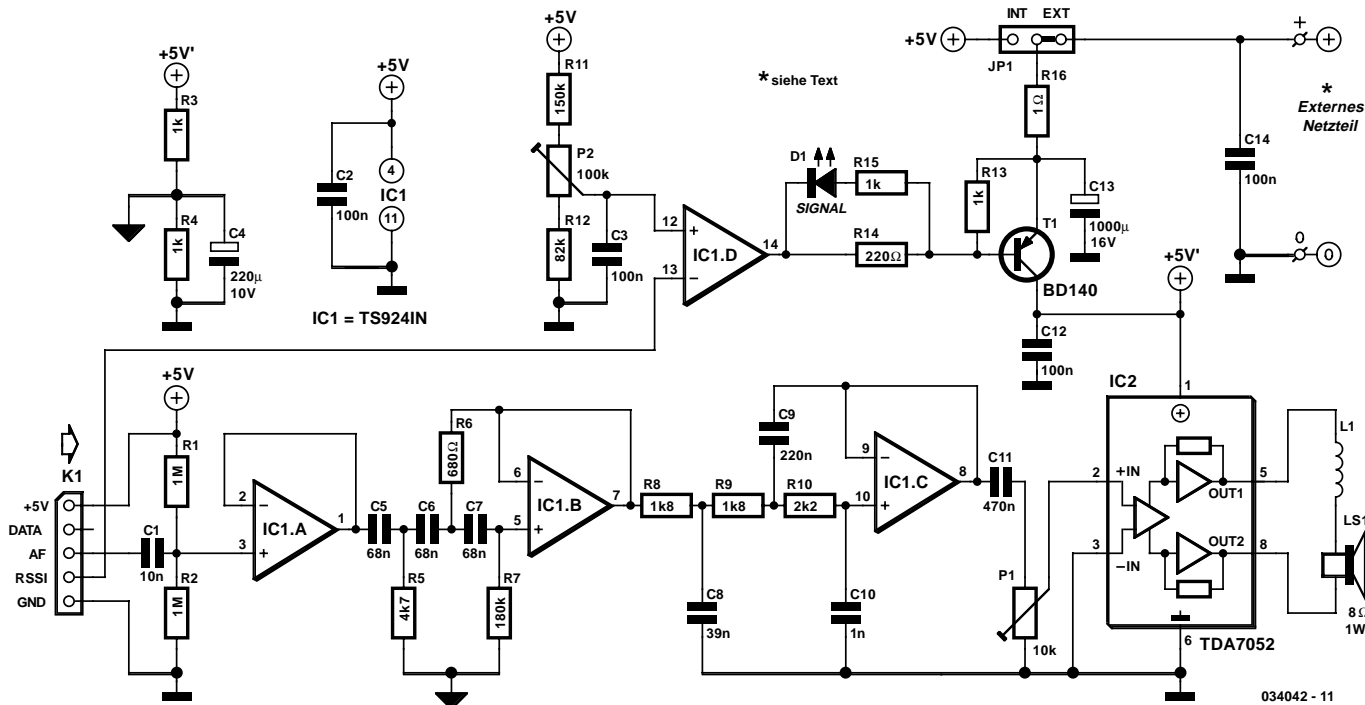 +5V
INT EXT
+
+5V
JP1
* siehe Text
*
Externes
Netzteil
+5V'
R3
1k
R4
1k
C4
220µ
10V
+5V
C2
100n
4
IC1
11
IC1 = TS924IN
R11
150k
P2
100k
R12
82k
C3
100n
12
+
13
−
IC1.D
14
D1
SIGNAL
R15
1k
R14
220Ω
R13
1k
R16
1Ω
C13
1000µ
16V
T1
BD140
C14
100n
0
0
+5V'
C12
100n
+5V
K1
+5V
DATA
AF
RSSI
GND
C1
10n
R1
1M
R2
1M
2
−
3
+
IC1.A
1
C5
68n
C6
68n
C7
68n
R5
4k7
R6
680Ω
R7
180k
6
−
5
+
IC1.B
7
R8
1k8
R9
1k8
R10
2k2
C8
39n
C9
220n
C10
1n
9
−
10
+
IC1.C
8
C11
470n
P1
10k
IC2
1
2
+IN
3
−IN
OUT1
5
OUT2
8
6
TDA7052
L1
LS1
8Ω
1W
034042 - 11